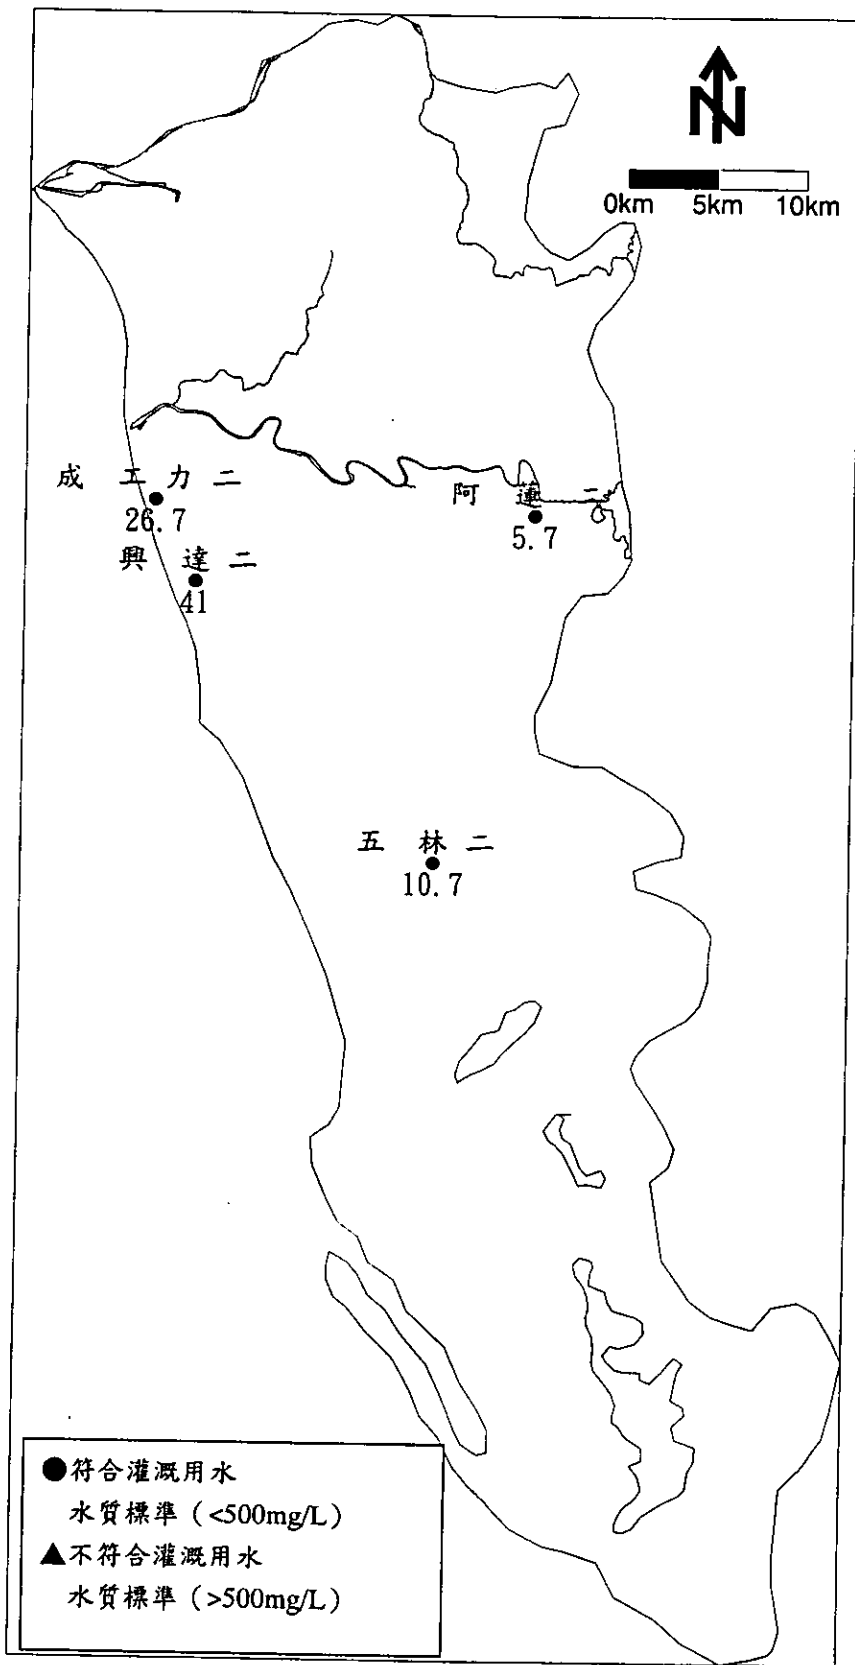 N
0km 5km 10km
成工力二
26.7
阿蓮二
5.7
興達二
41
五林二
10.7
●符合灌溉用水
水質標準（<500mg/L）
▲不符合灌溉用水
水質標準（>500mg/L）